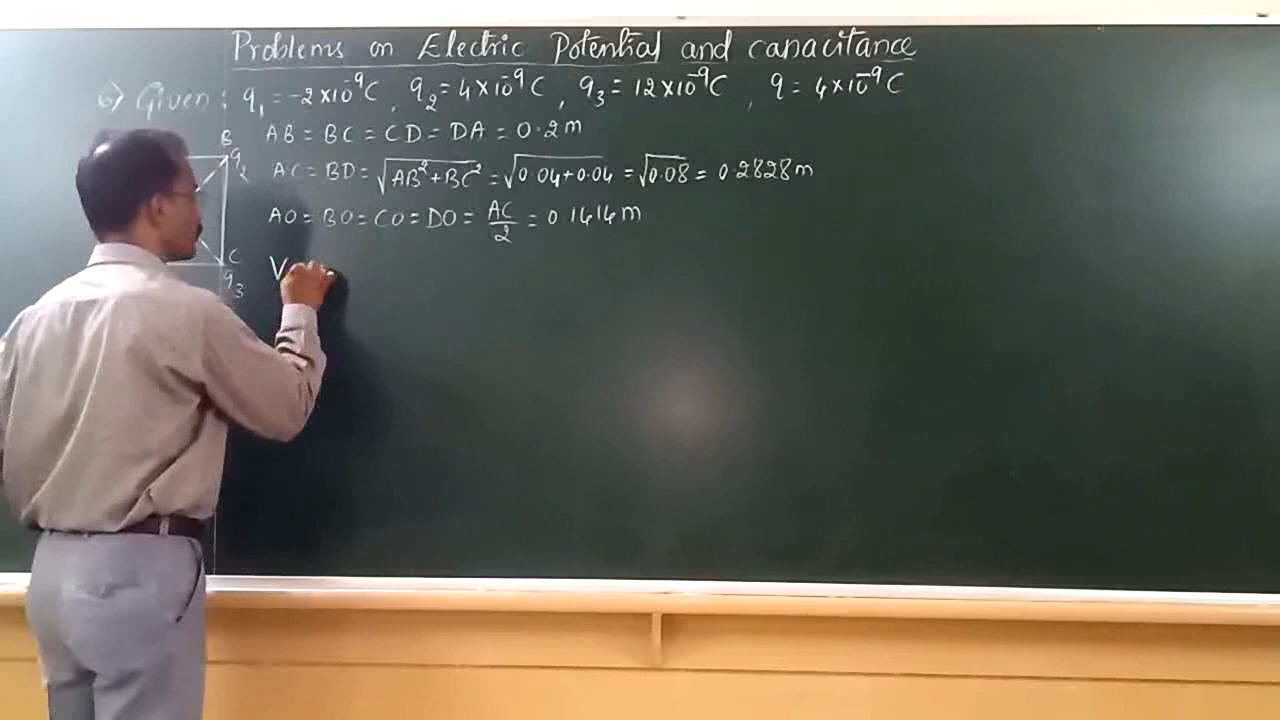 Problems on Electric Potential and capacitance
6) Given: q₁ = -2×10⁻⁹C, q₂ = 4×10⁻⁹C, q₃ = 12×10⁻⁹C, q = 4×10⁻⁹C
AB = BC = CD = DA = 0.2m
B
q₂
AC = BD = √(AB² + BC²) = √(0.04+0.04) = √0.08 = 0.2828m
AO = BO = CO = DO = AC/2 = 0.1414m
C
q₃
V